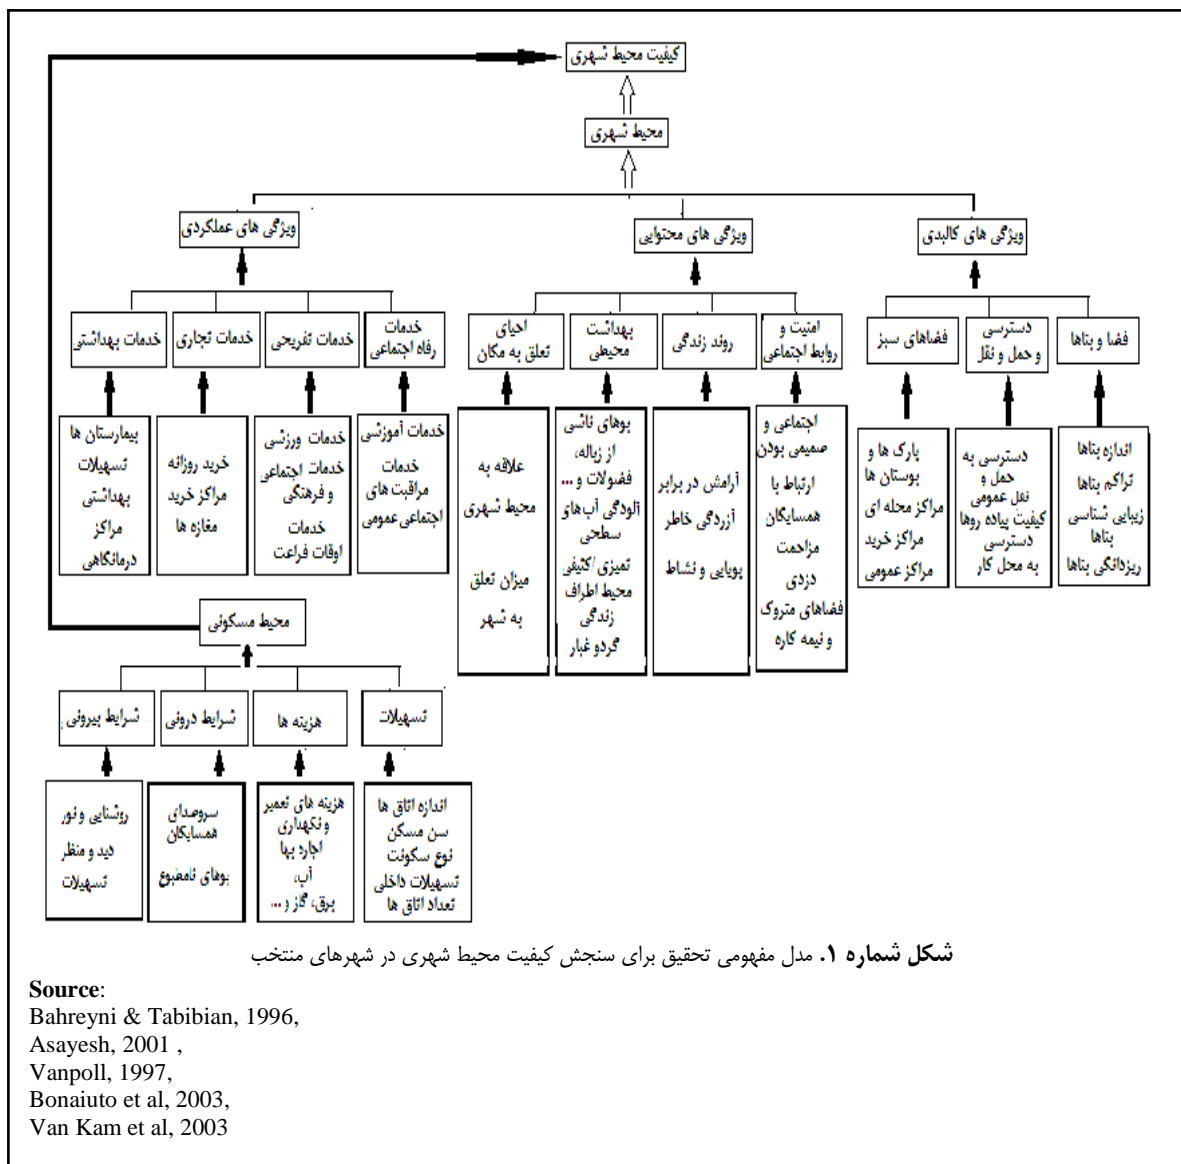 کیفیت محیط شهری
محیط شهری
ویژگی های کالبدی
ویژگی های محتوایی
ویژگی های عملکردی
فضا و بناها
دسترسی
و حمل و نقل
فضاهای سبز
امنیت و
روابط اجتماعی
روند زندگی
بهداشت
محیطی
احیای
تعلق به مکان
خدمات
رفاه اجتماعی
خدمات تفریحی
خدمات تجاری
خدمات بهداشتی
اندازه بناها
تراکم بناها
زیبایی شناسی
بناها
ریزدانگی بناها
دسترسی به
حمل و
نقل عمومی
کیفیت پیاده روها
دسترسی
به محل کار
پارک ها و
بوستان ها
مراکز محله ای
مراکز خرید
مراکز عمومی
اجتماعی و
صمیمی بودن
ارتباط با
همسایگان
مزاحمت
دزدی
فضاهای متروک
و نیمه کاره
آرامش در برابر
آزردگی خاطر
پویایی و نشاط
بوهای ناشی
از زباله،
فضولات و ...
آلودگی آب‌های
سطحی
تمیزی/کثیفی
محیط اطراف
زندگی
گردو غبار
علاقه به
محیط شهری
میزان تعلق
به شهر
خدمات آموزشی
خدمات
مراقبت های
اجتماعی عمومی
خدمات ورزشی
خدمات اجتماعی
و فرهنگی
خدمات
اوقات فراغت
خرید روزانه
مراکز خرید
مغازه ها
بیمارستان ها
تسهیلات
بهداشتی
مراکز
درمانگاهی
محیط مسکونی
تسهیلات
هزینه ها
شرایط درونی
شرایط بیرونی
اندازه اتاق ها
سن مسکن
نوع سکونت
تسهیلات داخلی
تعداد اتاق ها
هزینه های تعمیر
و نگهداری
اجاره بها
آب،
برق، گاز و ...
سروصدای
همسایگان
بوهای نامطبوع
روشنایی و نور
دید و منظر
تسهیلات
شکل شماره ۱. مدل مفهومی تحقیق برای سنجش کیفیت محیط شهری در شهرهای منتخب
Source:
Bahreyni & Tabibian, 1996,
Asayesh, 2001 ,
Vanpoll, 1997,
Bonaiuto et al, 2003,
Van Kam et al, 2003